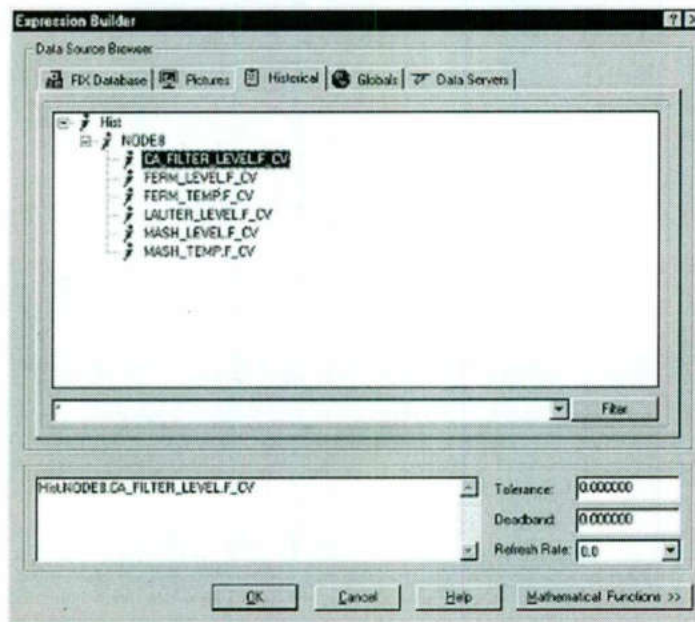 Expression Builder
Data Source Browser
FIX Database
Pictures
Historical
Globals
Data Servers
Hist
NODE8
CA_FILTER_LEVEL.F_CV
FERM_LEVEL.F_CV
FERM_TEMP.F_CV
LAUTER_LEVEL.F_CV
MASH_LEVEL.F_CV
MASH_TEMP.F_CV
*
Filter
Hist.NODE8.CA_FILTER_LEVEL.F_CV
Tolerance: 0.000000
Deadband: 0.000000
Refresh Rate: 0.0
OK
Cancel
Help
Mathematical Functions >>